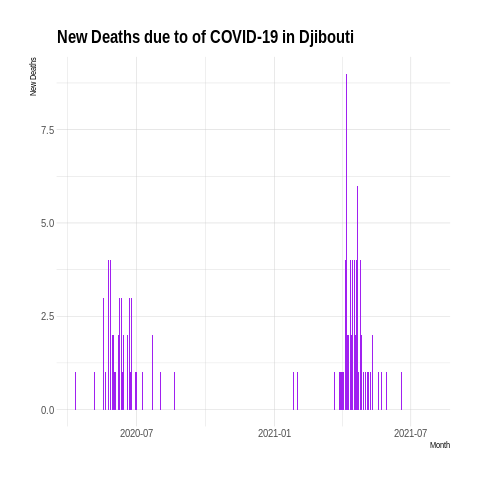 New Deaths due to of COVID-19 in Djibouti
New Deaths
7.5
5.0
2.5
0.0
2020-07
2021-01
2021-07
Month